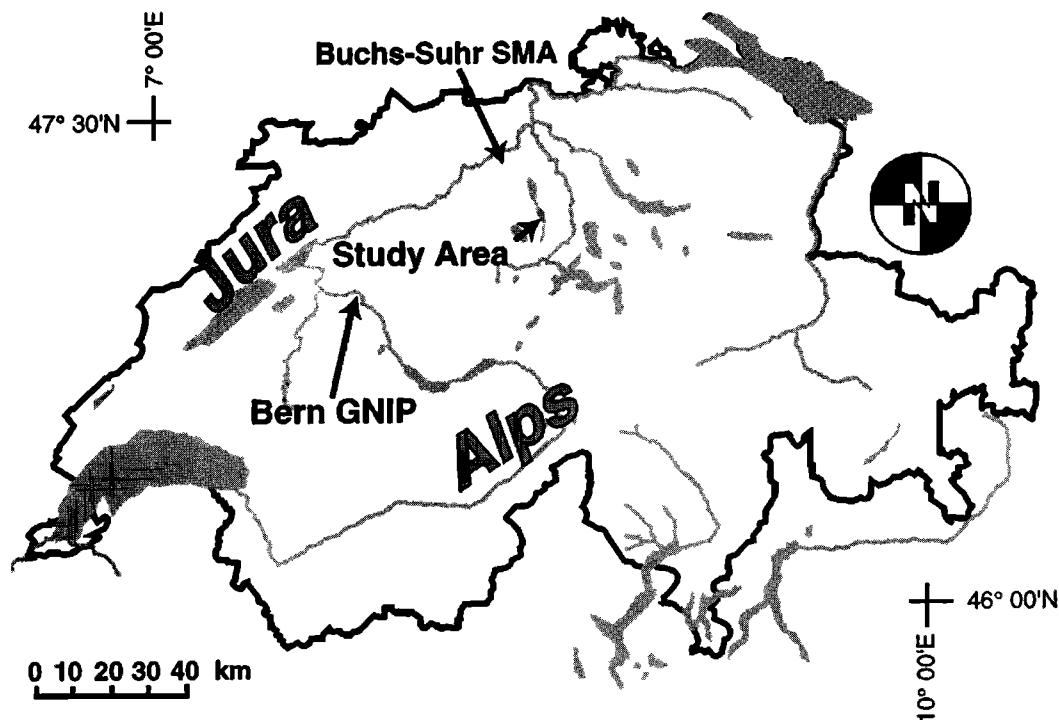 7° 00'E
47° 30'N
Buchs-Suhr SMA
N
N
Jura
Study Area
Bern GNIP
Alps
46° 00'N
10° 00'E
0 10 20 30 40 km